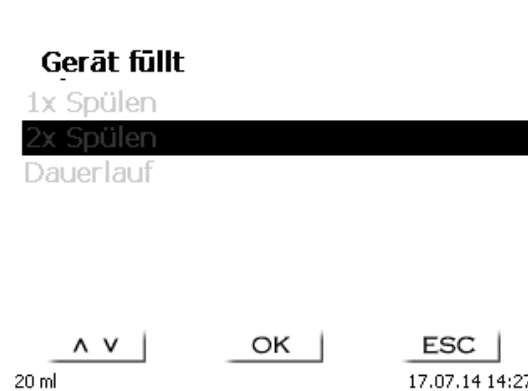 Gerät füllt
1x Spülen
2x Spülen
Dauerlauf
∧ ∨ OK ESC
20 ml 17.07.14 14:27